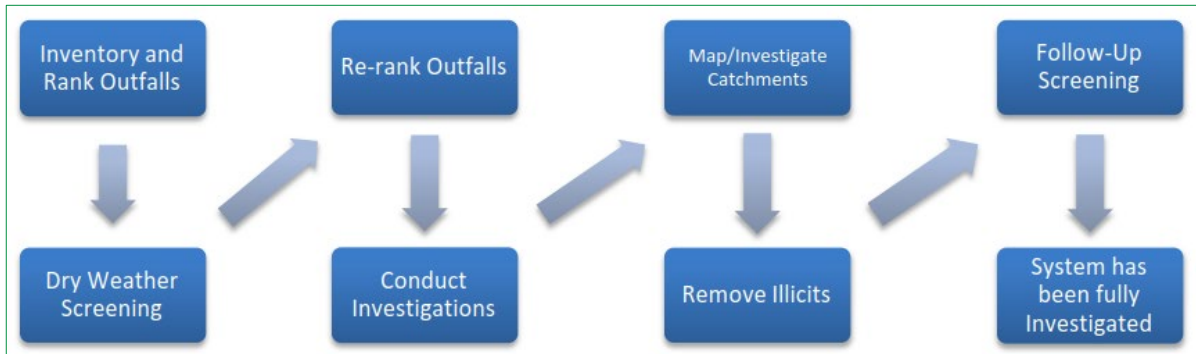 Inventory and
Rank Outfalls
Dry Weather
Screening
Re-rank Outfalls
Conduct
Investigations
Map/Investigate
Catchments
Remove Illicits
Follow-Up
Screening
System has
been fully
Investigated